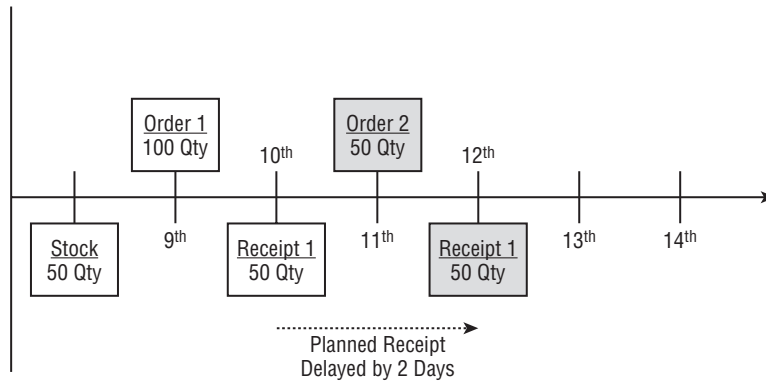 Order 1
100 Qty
Order 2
50 Qty
10th
12th
Stock
50 Qty
9th
Receipt 1
50 Qty
11th
Receipt 1
50 Qty
13th
14th
Planned Receipt
Delayed by 2 Days